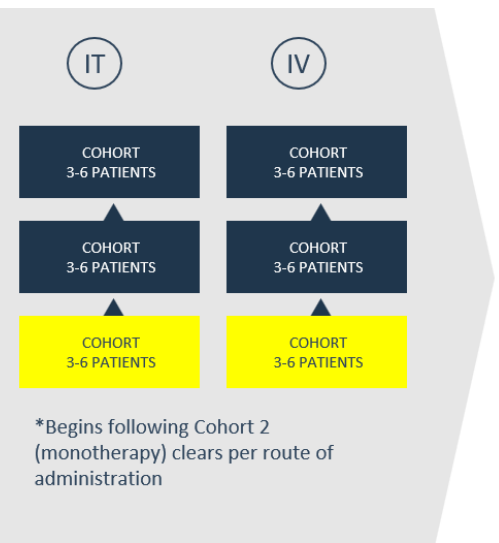 IT
IV
COHORT
3-6 PATIENTS
COHORT
3-6 PATIENTS
COHORT
3-6 PATIENTS
COHORT
3-6 PATIENTS
COHORT
3-6 PATIENTS
COHORT
3-6 PATIENTS
*Begins following Cohort 2
(monotherapy) clears per route of
administration